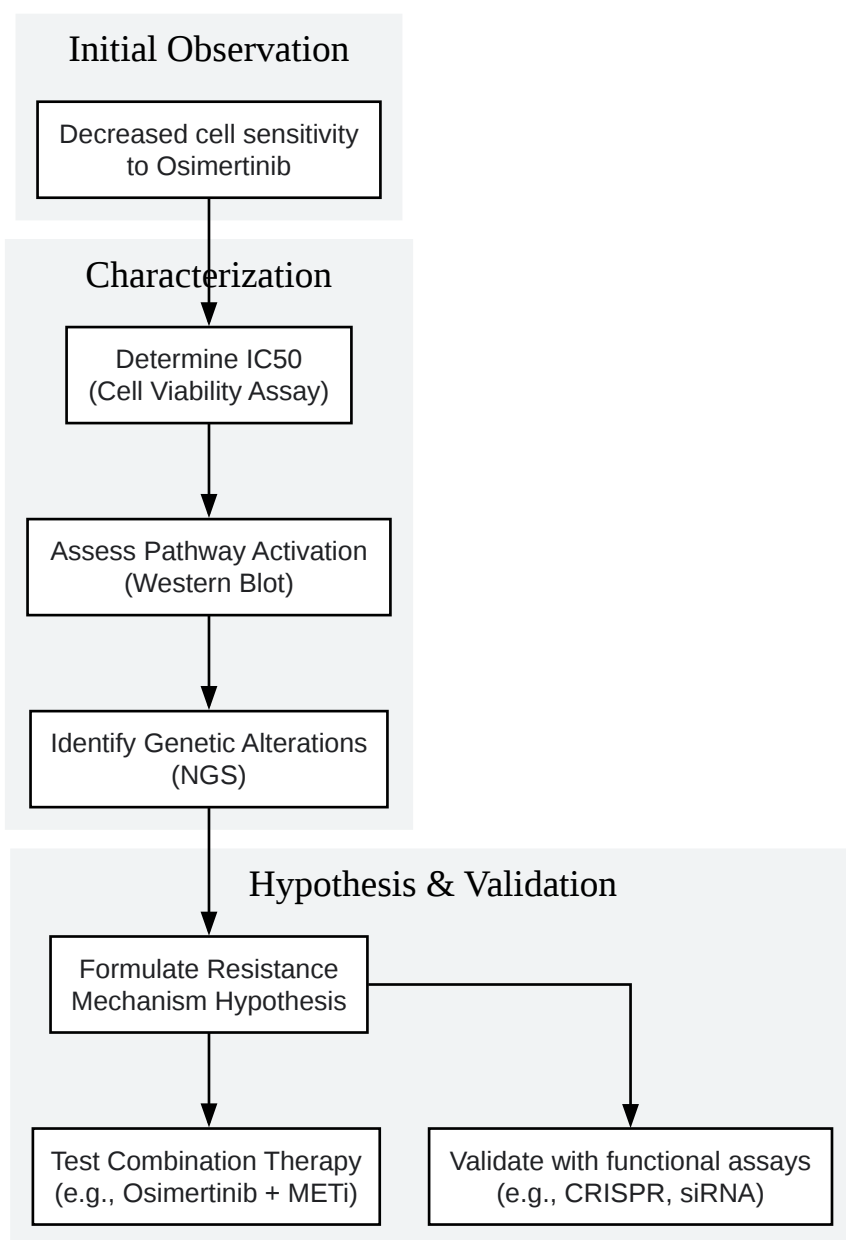 Initial Observation
Decreased cell sensitivity
to Osimertinib
Characterization
Determine IC50
(Cell Viability Assay)
Assess Pathway Activation
(Western Blot)
Identify Genetic Alterations
(NGS)
Hypothesis & Validation
Formulate Resistance
Mechanism Hypothesis
Test Combination Therapy
(e.g., Osimertinib + METi)
Validate with functional assays
(e.g., CRISPR, siRNA)